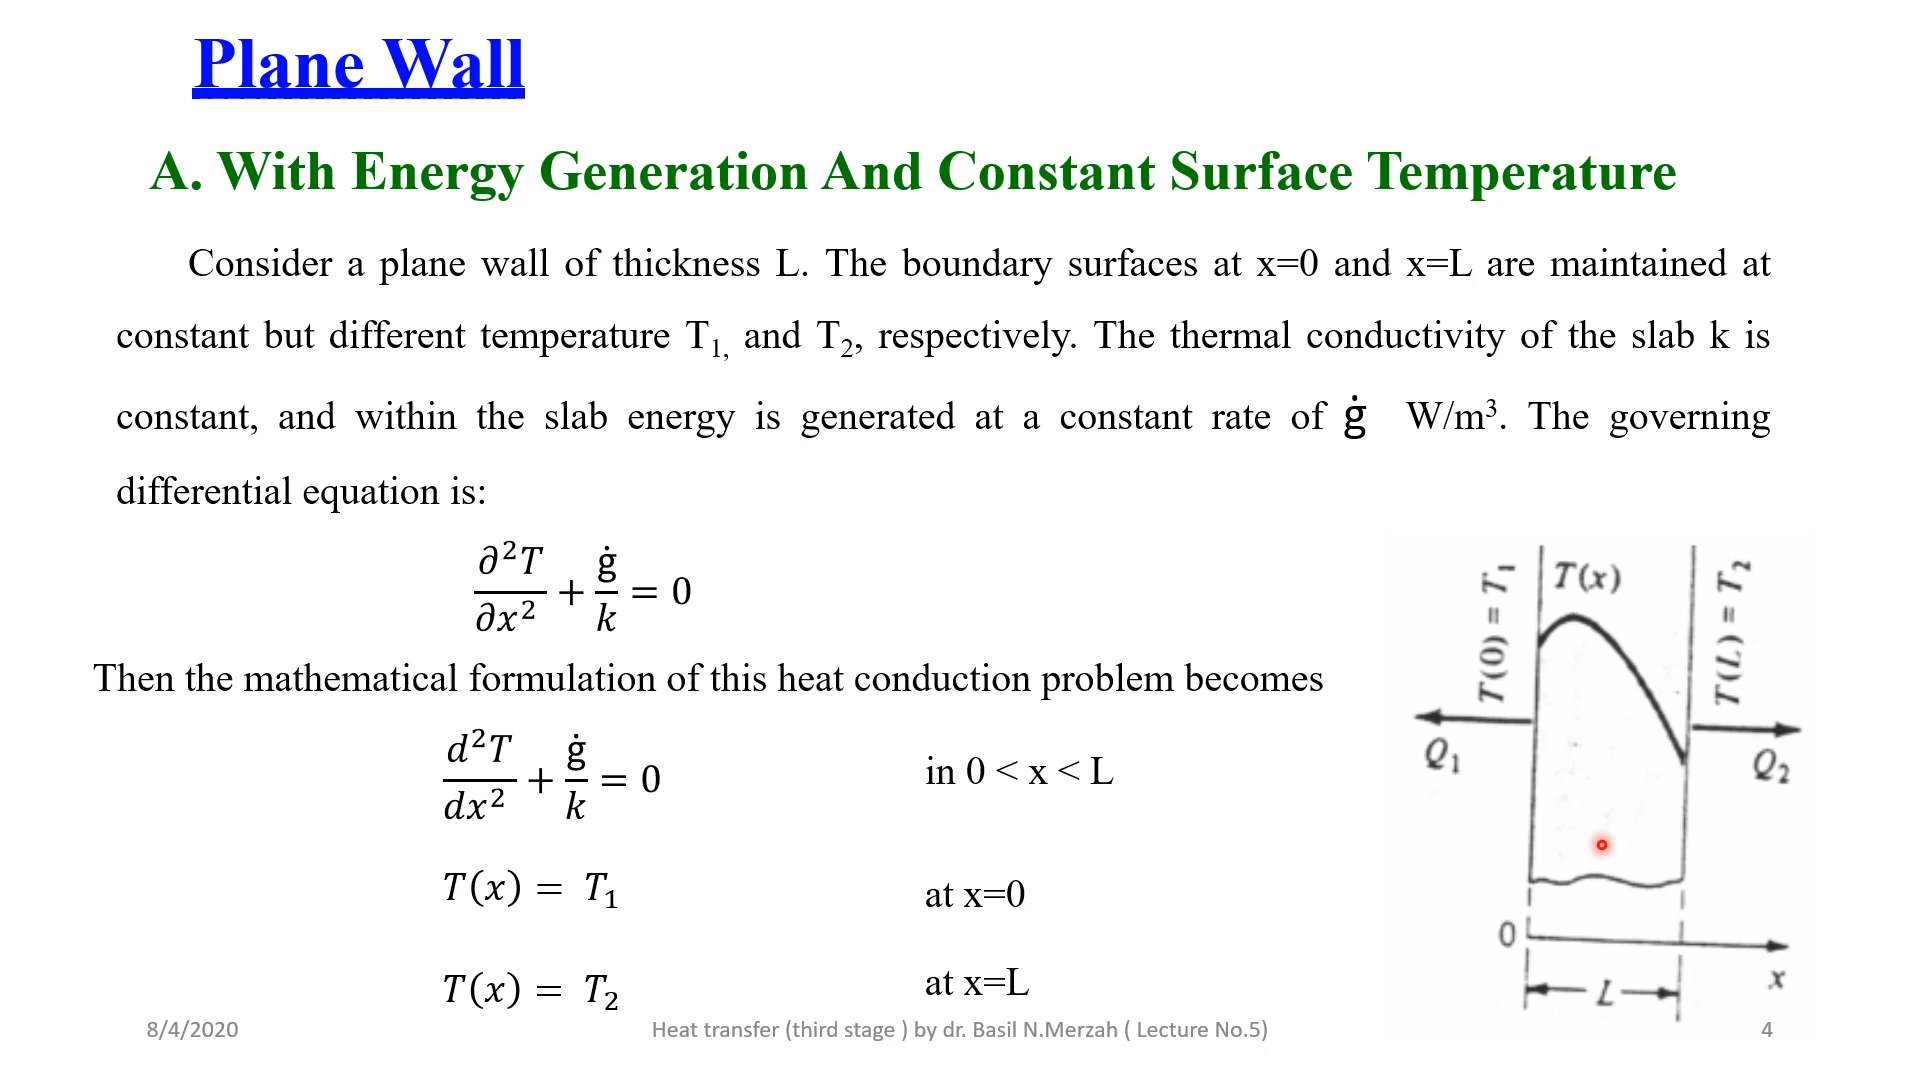 Plane Wall
A. With Energy Generation And Constant Surface Temperature
Consider a plane wall of thickness L. The boundary surfaces at x=0 and x=L are maintained at
constant but different temperature T₁, and T₂, respectively. The thermal conductivity of the slab k is
constant, and within the slab energy is generated at a constant rate of ġ W/m³. The governing
differential equation is:
∂²T/∂x² + ġ/k = 0
Then the mathematical formulation of this heat conduction problem becomes
d²T/dx² + ġ/k = 0 in 0 < x < L
T(x) = T₁ at x=0
T(x) = T₂ at x=L
T(0) = T₁
T(x)
T(L) = T₂
Q₁
Q₂
0
x
L
8/4/2020 Heat transfer (third stage ) by dr. Basil N.Merzah ( Lecture No.5) 4